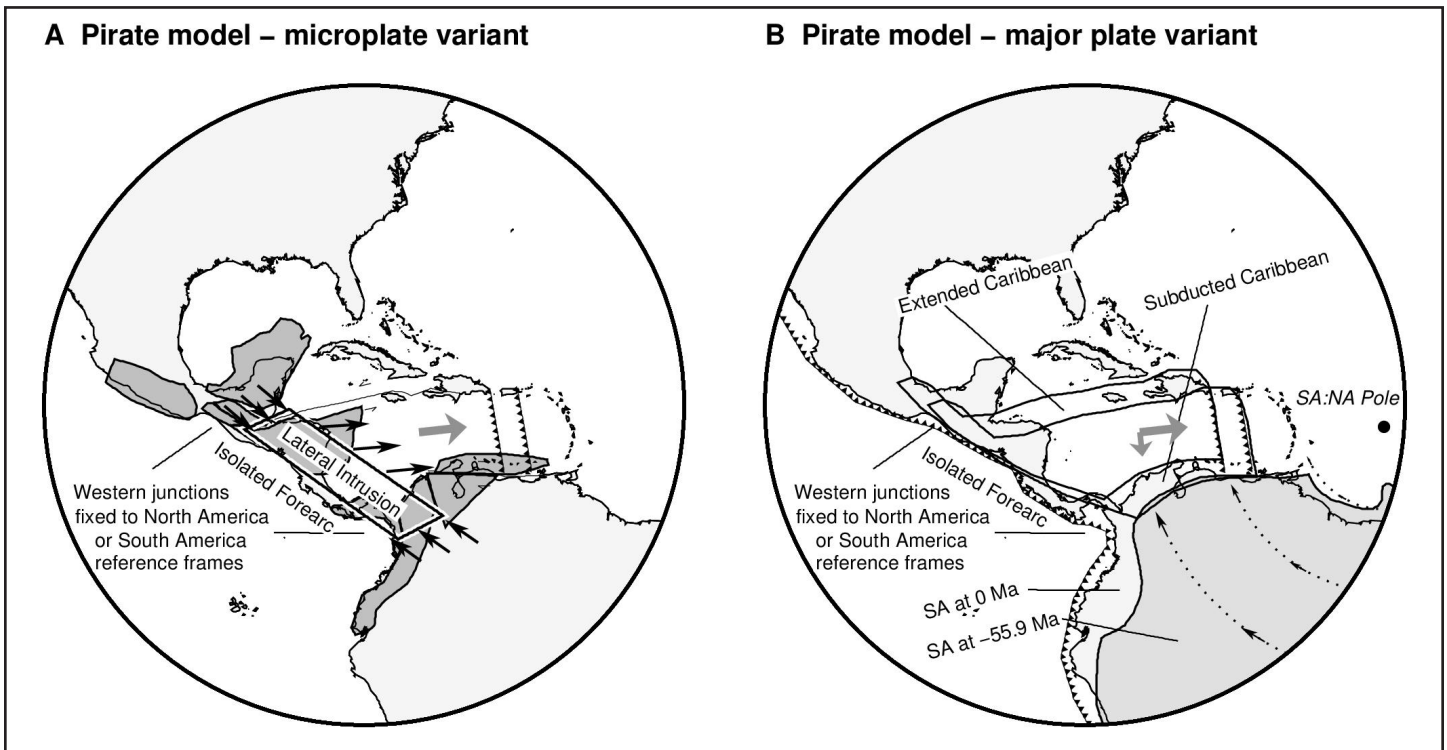 A Pirate model – microplate variant
Lateral Intrusion
Isolated Forearc
Western junctions
fixed to North America
or South America
reference frames
B Pirate model – major plate variant
Extended Caribbean
Subducted Caribbean
SA:NA Pole
Isolated Forearc
Western junctions
fixed to North America
or South America
reference frames
SA at 0 Ma
SA at −55.9 Ma